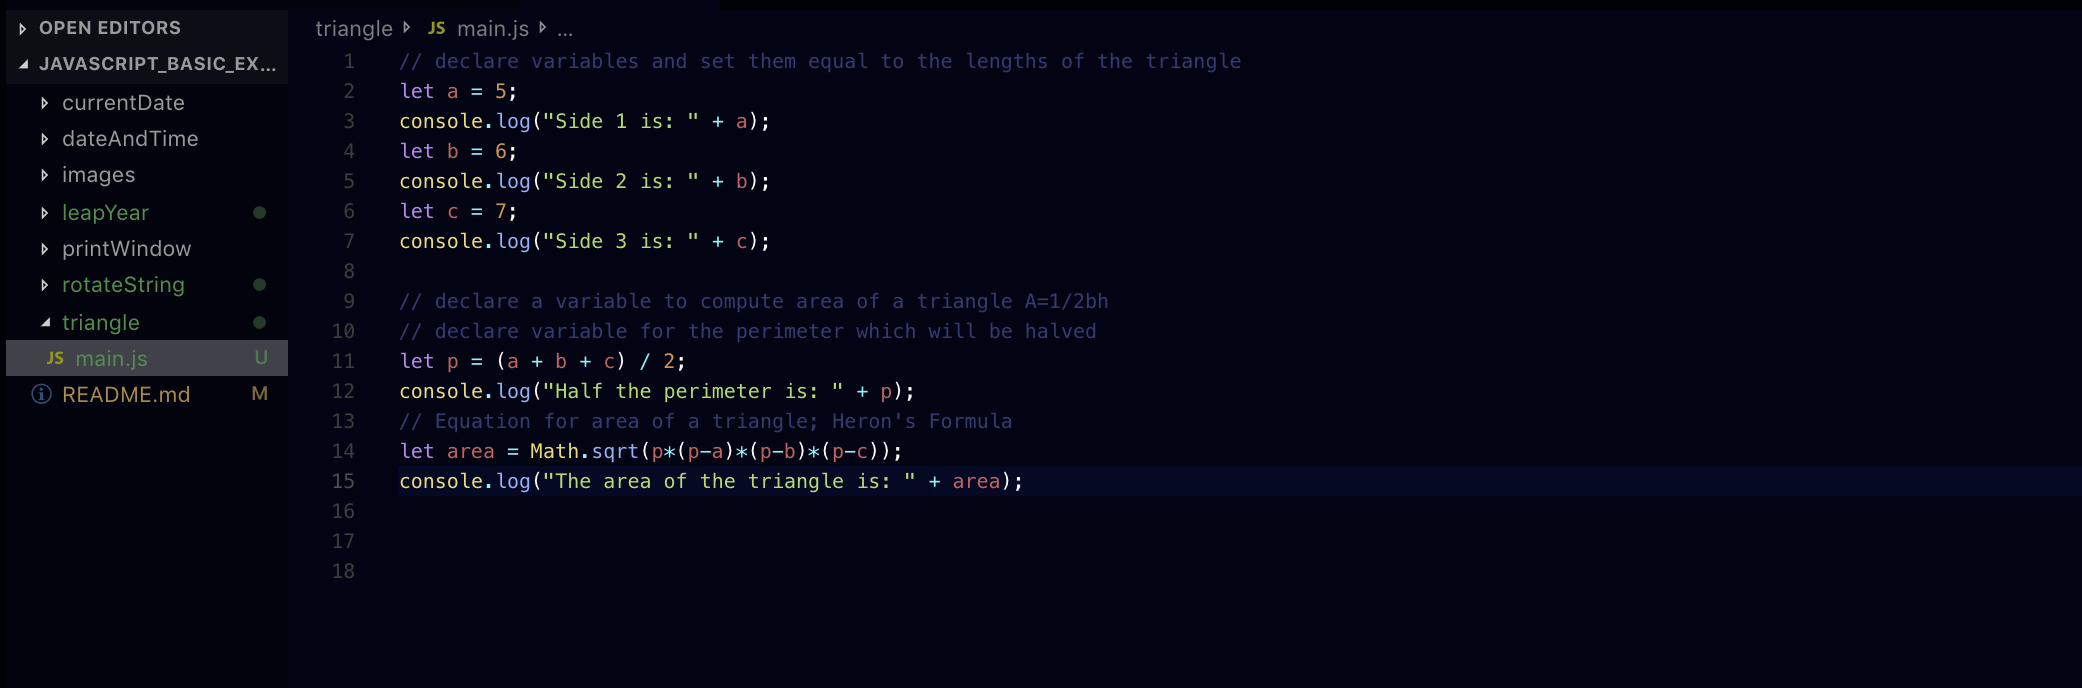 OPEN EDITORS
JAVASCRIPT_BASIC_EX...
currentDate
dateAndTime
images
leapYear
printWindow
rotateString
triangle
JS main.js U
README.md M
triangle JS main.js ...
1 // declare variables and set them equal to the lengths of the triangle
2 let a = 5;
3 console.log("Side 1 is: " + a);
4 let b = 6;
5 console.log("Side 2 is: " + b);
6 let c = 7;
7 console.log("Side 3 is: " + c);
8
9 // declare a variable to compute area of a triangle A=1/2bh
10 // declare variable for the perimeter which will be halved
11 let p = (a + b + c) / 2;
12 console.log("Half the perimeter is: " + p);
13 // Equation for area of a triangle; Heron's Formula
14 let area = Math.sqrt(p*(p-a)*(p-b)*(p-c));
15 console.log("The area of the triangle is: " + area);
16
17
18